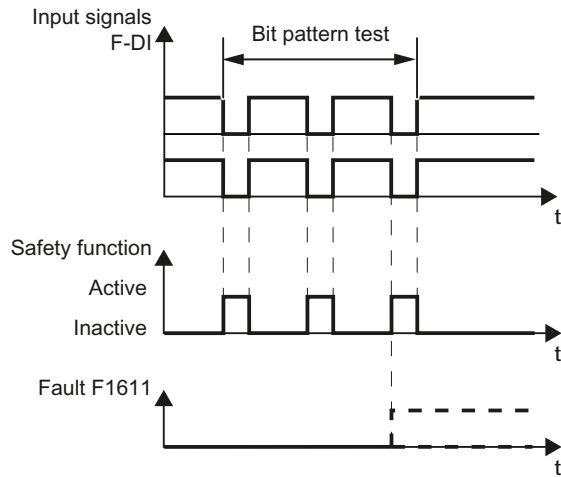 Input signals
F-DI
Bit pattern test
t
Safety function
Active
Inactive
t
Fault F1611
t